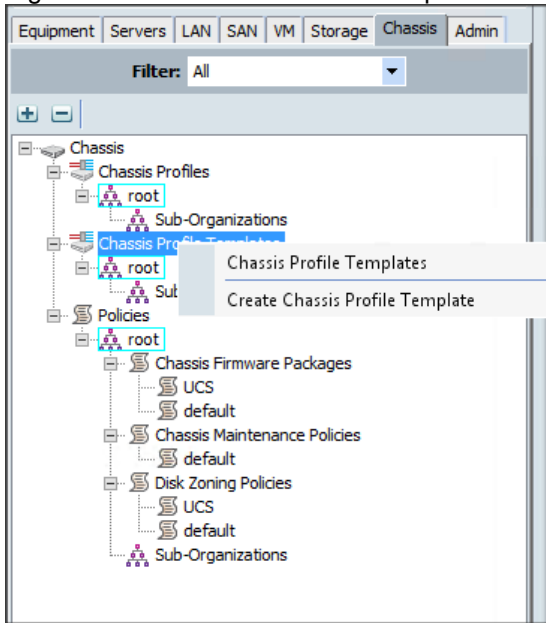 Equipment Servers LAN SAN VM Storage Chassis Admin
Filter: All
Chassis
Chassis Profiles
root
Sub-Organizations
Chassis Profile Templates
root
Chassis Profile Templates
Sub
Create Chassis Profile Template
Policies
root
Chassis Firmware Packages
UCS
default
Chassis Maintenance Policies
default
Disk Zoning Policies
UCS
default
Sub-Organizations